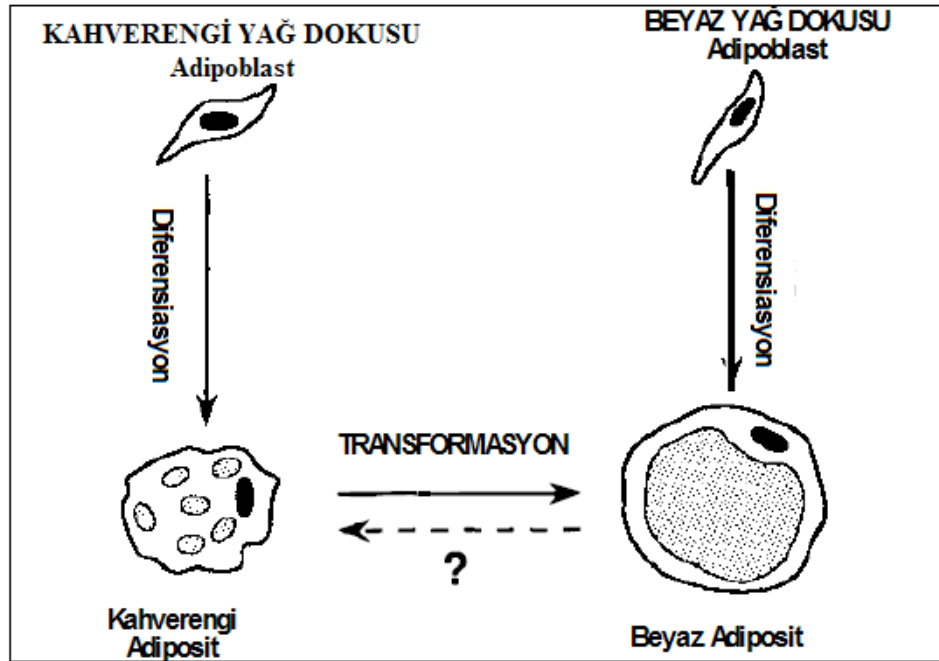 KAHVERENGİ YAĞ DOKUSU
Adipoblast
BEYAZ YAĞ DOKUSU
Adipoblast
Diferensiasyon
Diferensiasyon
TRANSFORMASYON
?
Kahverengi
Adiposit
Beyaz Adiposit